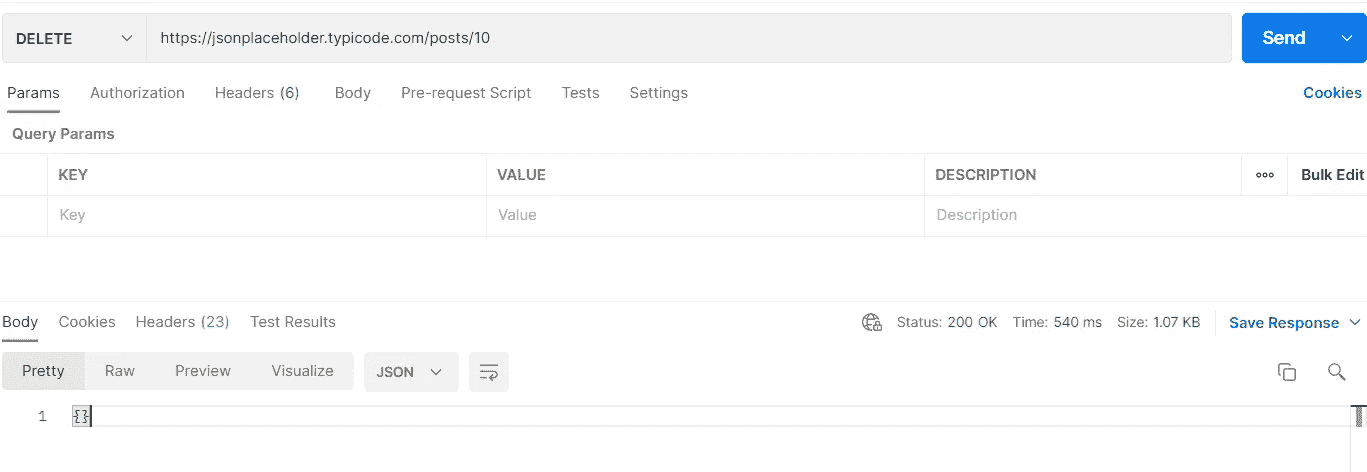 DELETE https://jsonplaceholder.typicode.com/posts/10 Send
Params Authorization Headers (6) Body Pre-request Script Tests Settings Cookies
Query Params
KEY VALUE DESCRIPTION ooo Bulk Edit
Key Value Description
Body Cookies Headers (23) Test Results Status: 200 OK Time: 540 ms Size: 1.07 KB Save Response
Pretty Raw Preview Visualize JSON
1 {}